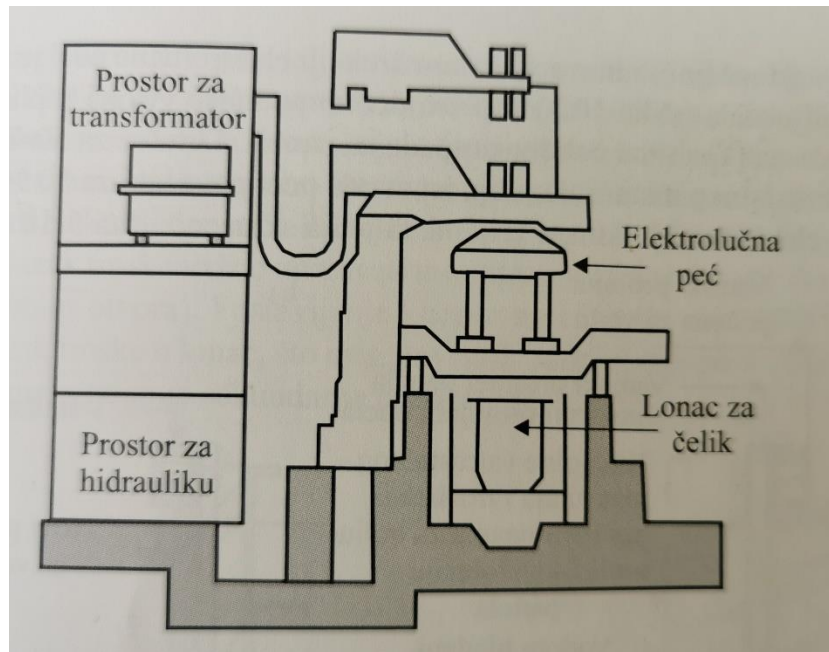 Prostor za
transformator
Elektrolučna
peć
Lonac za
čelik
Prostor za
hidrauliku